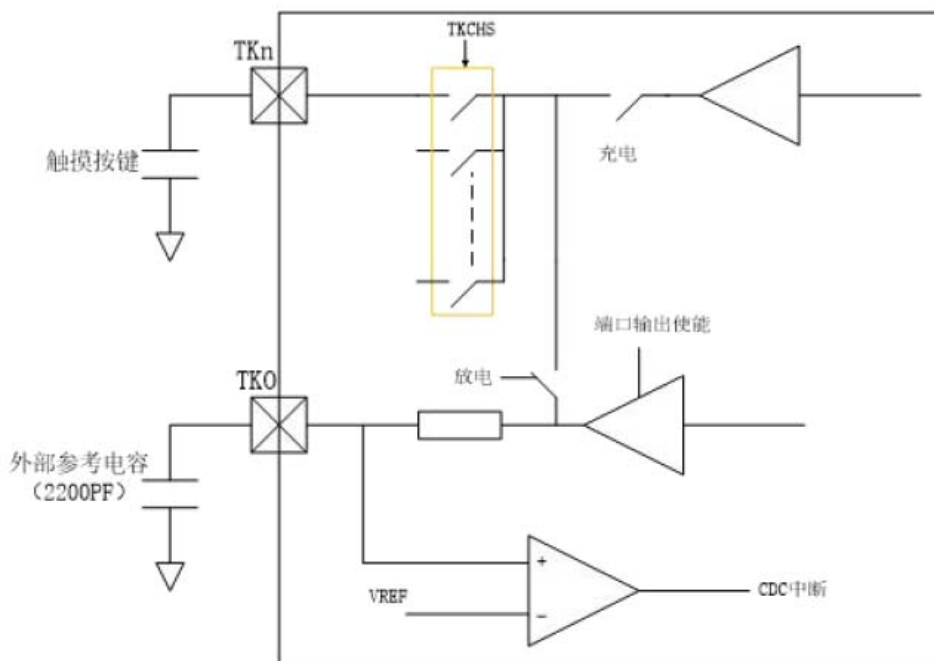 TKCHS
TKn
触摸按键
充电
端口输出使能
放电
TKO
外部参考电容
（2200PF）
+
VREF
-
CDC中断